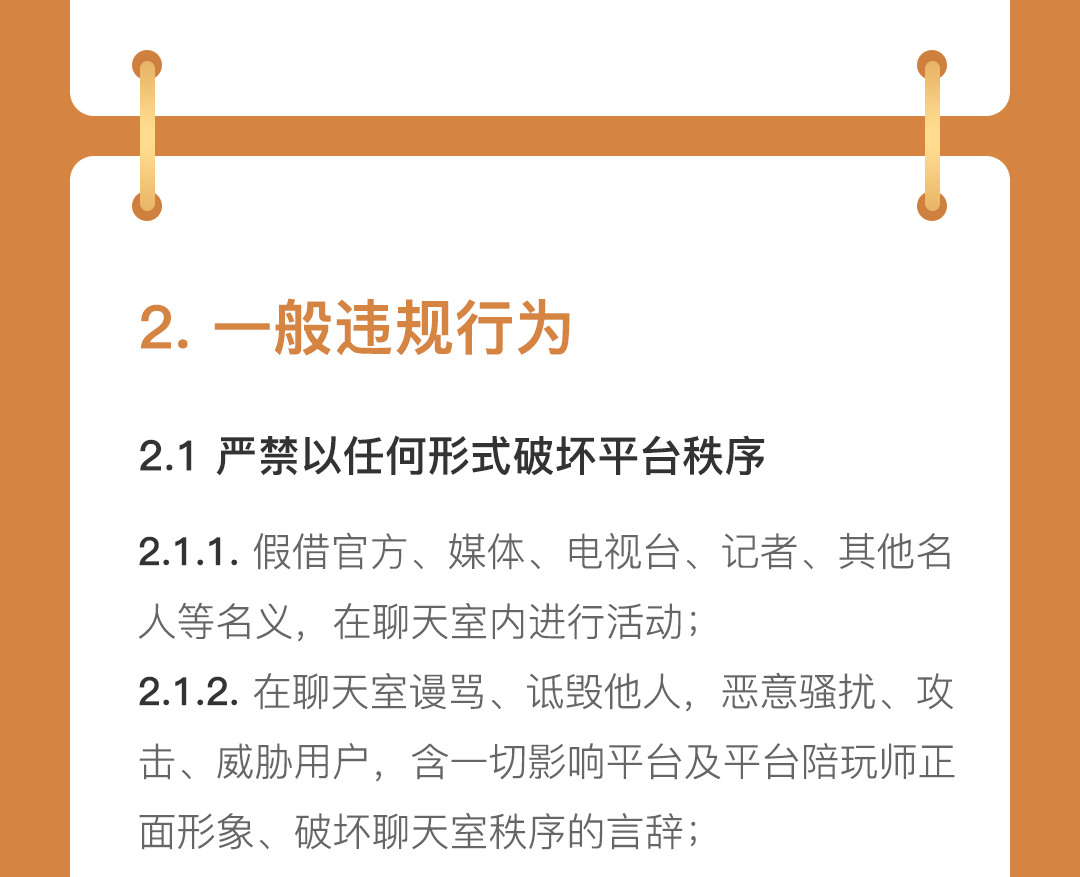 2. 一般违规行为
2.1 严禁以任何形式破坏平台秩序
2.1.1. 假借官方、媒体、电视台、记者、其他名
人等名义，在聊天室内进行活动；
2.1.2. 在聊天室谩骂、诋毁他人，恶意骚扰、攻
击、威胁用户，含一切影响平台及平台陪玩师正
面形象、破坏聊天室秩序的言辞；